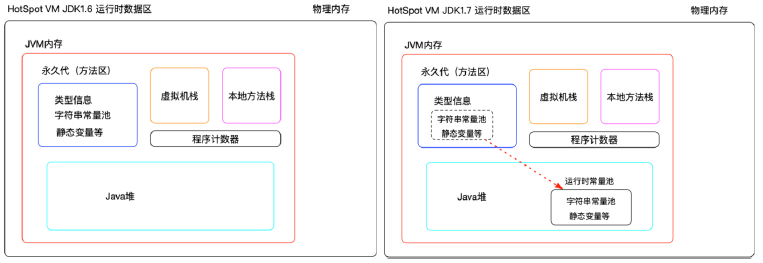 HotSpot VM JDK1.6 运行时数据区
物理内存
JVM内存
永久代（方法区）
类型信息
字符串常量池
静态变量等
虚拟机栈
本地方法栈
程序计数器
Java堆
HotSpot VM JDK1.7 运行时数据区
物理内存
JVM内存
永久代（方法区）
类型信息
字符串常量池
静态变量等
虚拟机栈
本地方法栈
程序计数器
Java堆
运行时常量池
字符串常量池
静态变量等